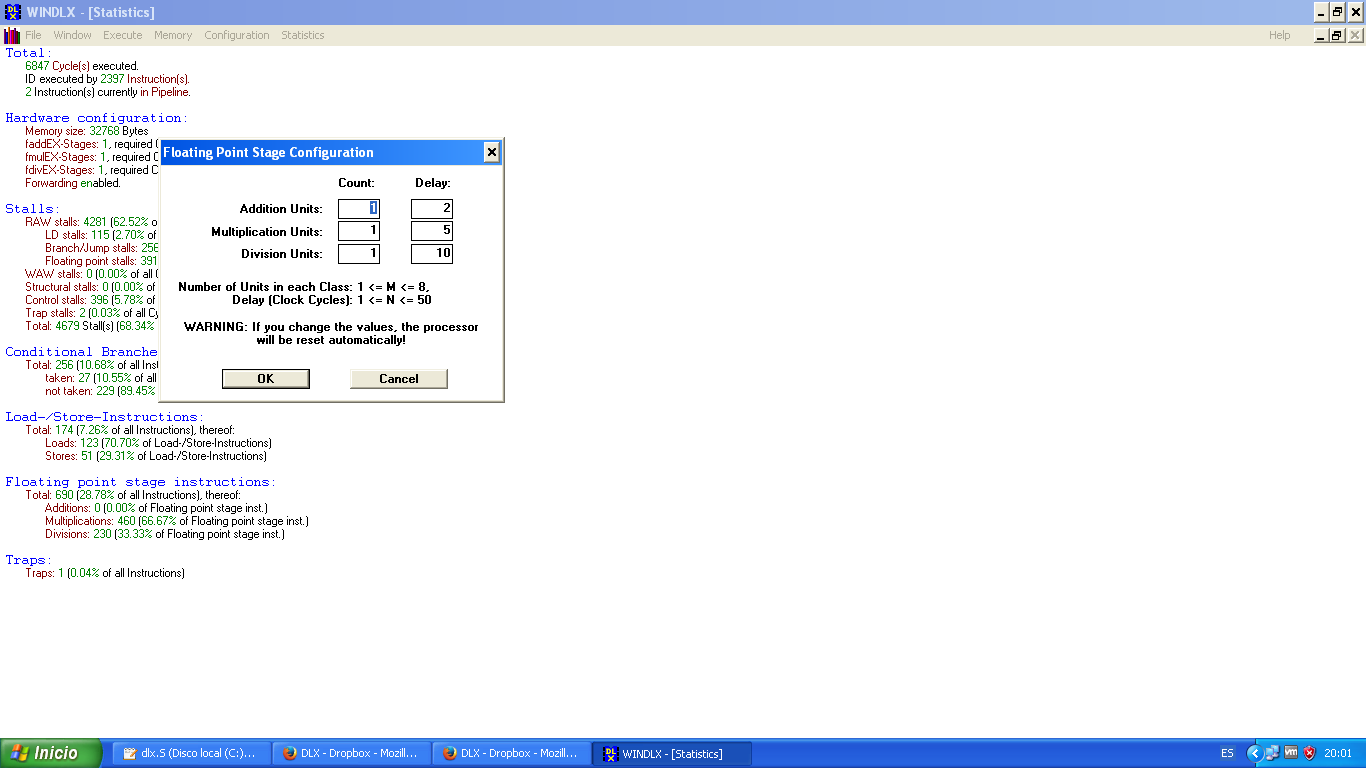 WINDLX - [Statistics]
File Window Execute Memory Configuration Statistics Help
Total:
6847 Cycle(s) executed.
ID executed by 2397 Instruction(s).
2 Instruction(s) currently in Pipeline.
Hardware configuration:
Memory size: 32768 Bytes
faddEX-Stages: 1, required
fmulEX-Stages: 1, required
fdivEX-Stages: 1, required
Forwarding enabled.
Stalls:
RAW stalls: 4281 (62.52% o
LD stalls: 115 (2.70% of
Branch/Jump stalls: 256
Floating point stalls: 391
WAW stalls: 0 (0.00% of all
Structural stalls: 0 (0.00% of
Control stalls: 396 (5.78% of
Trap stalls: 2 (0.03% of all Cy
Total: 4679 Stall(s) (68.34%
Conditional Branche
Total: 256 (10.68% of all Inst
taken: 27 (10.55% of all
not taken: 229 (89.45%
Load-/Store-Instructions:
Total: 174 (7.26% of all Instructions), thereof:
Loads: 123 (70.70% of Load-/Store-Instructions)
Stores: 51 (29.31% of Load-/Store-Instructions)
Floating point stage instructions:
Total: 690 (28.78% of all Instructions), thereof:
Additions: 0 (0.00% of Floating point stage inst.)
Multiplications: 460 (66.67% of Floating point stage inst.)
Divisions: 230 (33.33% of Floating point stage inst.)
Traps:
Traps: 1 (0.04% of all Instructions)
Floating Point Stage Configuration
Count: Delay:
Addition Units: 1 2
Multiplication Units: 1 5
Division Units: 1 10
Number of Units in each Class: 1 <= M <= 8,
Delay (Clock Cycles): 1 <= N <= 50
WARNING: If you change the values, the processor
will be reset automatically!
OK Cancel
Inicio dlx.S (Disco local (C:)... DLX - Dropbox - Mozill... DLX - Dropbox - Mozill... WINDLX - [Statistics] ES 20:01